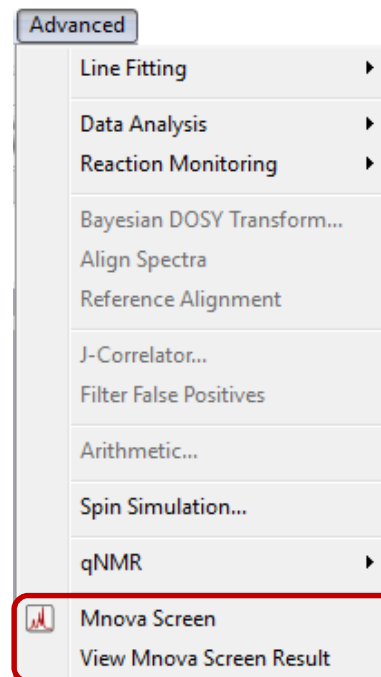 Advanced
Line Fitting
Data Analysis
Reaction Monitoring
Bayesian DOSY Transform...
Align Spectra
Reference Alignment
J-Correlator...
Filter False Positives
Arithmetic...
Spin Simulation...
qNMR
Mnova Screen
View Mnova Screen Result